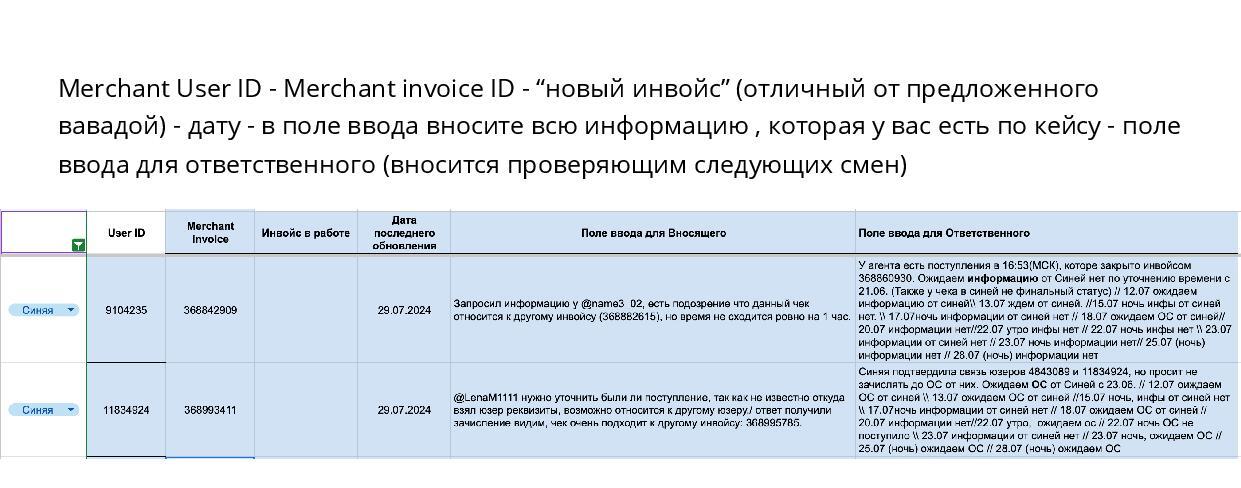 Merchant User ID - Merchant invoice ID - “новый инвойс” (отличный от предложенного
вавадой) - дату - в поле ввода вносите всю информацию , которая у вас есть по кейсу - поле
ввода для ответственного (вносится проверяющим следующих смен)
User ID
Merchant
Invoice
Инвойс в работе
Дата
последнего
обновления
Поле ввода для Вносящего
Поле ввода для Ответственного
Синяя
9104235
368842909
29.07.2024
Запросил информацию у @name3_02, есть подозрение что данный чек
относится к другому инвойсу (368882615), но время не сходится ровно на 1 час.
У агента есть поступления в 16:53(МСК), которе закрыто инвойсом
368860930. Ожидаем информацию от Синей нет по уточнению времени с
21.06. (Также у чека в синей не финальный статус) // 12.07 ожидаем
информацию от синей\\ 13.07 ждем от синей. //15.07 ночь инфы от синей
нет. \\ 17.07ночь информации от синей нет // 18.07 ожидаем ОС от синей//
20.07 информации нет//22.07 утро инфы нет // 22.07 ночь инфы нет \\ 23.07
информации от синей нет // 23.07 ночь информации нет// 25.07 (ночь)
информации нет // 28.07 (ночь) информации нет
Синяя
11834924
368993411
29.07.2024
@LenaM1111 нужно уточнить были ли поступление, так как не известно откуда
взял юзер реквизиты, возможно относится к другому юзеру./ ответ получили
зачисление видим, чек очень подходит к другому инвойсу: 368995785.
Синяя подтвердила связь юзеров 4843089 и 11834924, но просит не
зачислять до ОС от них. Ожидаем ОС от Синей с 23.06. // 12.07 оиждаем
ОС от синей \\ 13.07 ожидаем ОС от синей //15.07 ночь, инфы от синей нет
\\ 17.07ночь информации от синей нет // 18.07 ожидаем ОС от синей //
20.07 информации нет//22.07 утро, ожидаем ос // 22.07 ночь ОС не
поступило \\ 23.07 информации от синей нет // 23.07 ночь, ожидаем ОС //
25.07 (ночь) ожидаем ОС // 28.07 (ночь) ожидаем ОС